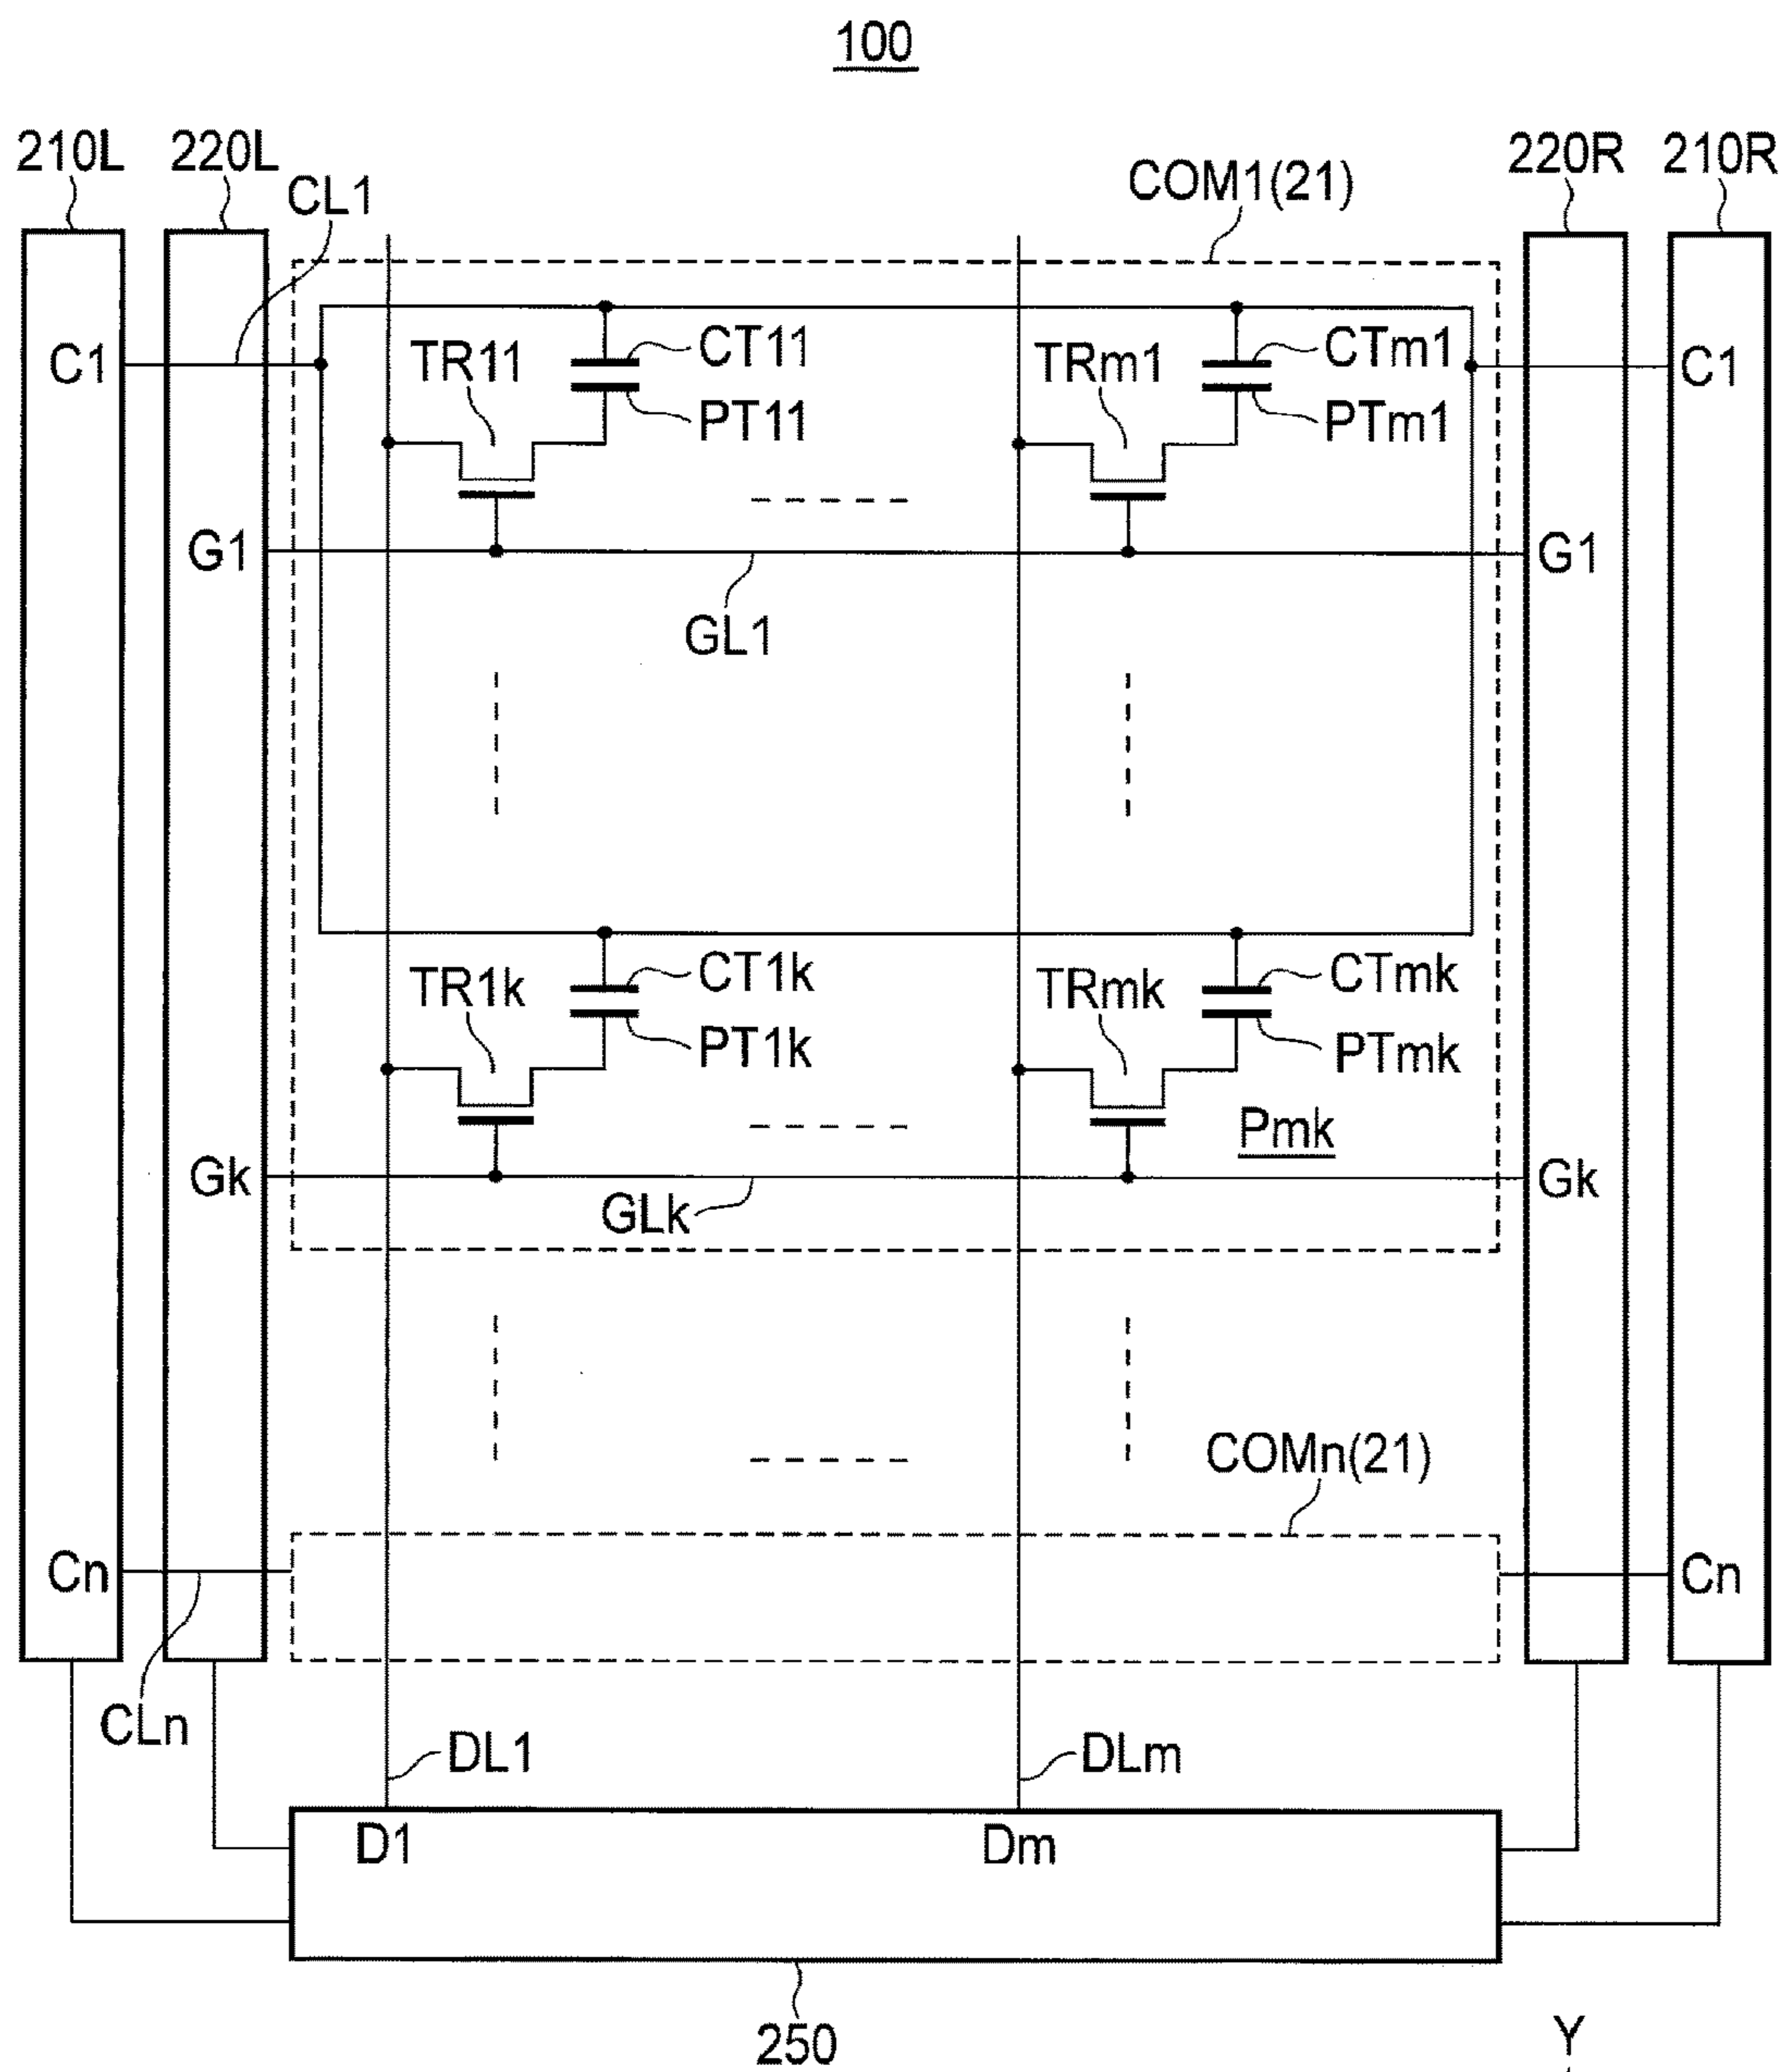 100
210L 220L 220R 210R
CL1 COM1(21)
C1 TR11 CT11 TRm1 CTm1 C1
PT11 PTm1
G1 G1
GL1
TR1k CT1k TRmk CTmk
PT1k PTmk
Pmk
Gk Gk
GLk
COMn(21)
Cn Cn
CLn
DL1 DLm
D1 Dm
250
Y